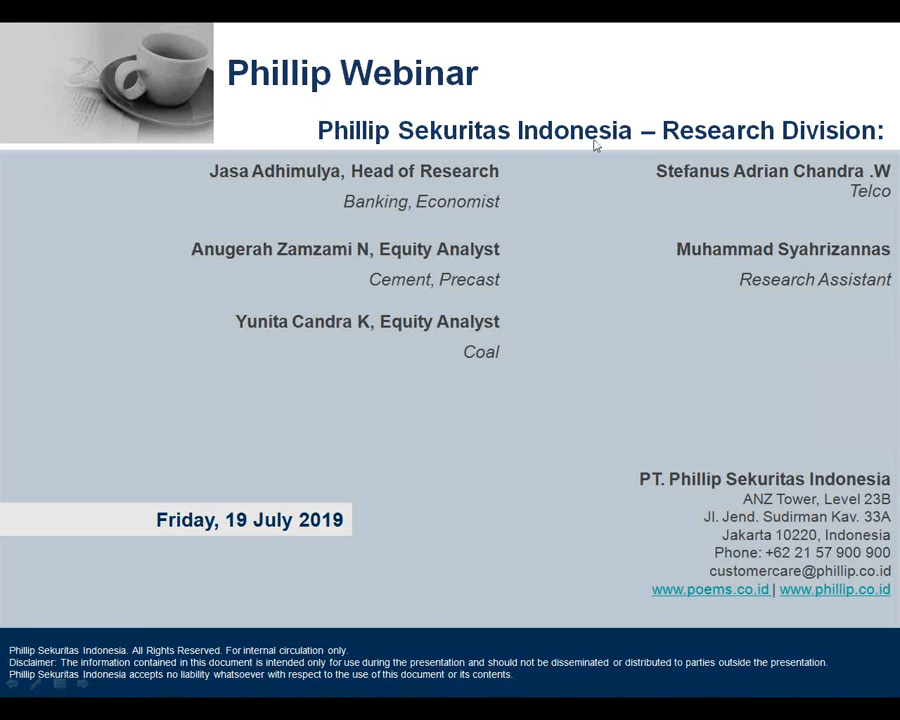 Phillip Webinar
Phillip Sekuritas Indonesia – Research Division:
Jasa Adhimulya, Head of Research
Banking, Economist
Anugerah Zamzami N, Equity Analyst
Cement, Precast
Yunita Candra K, Equity Analyst
Coal
Stefanus Adrian Chandra .W
Telco
Muhammad Syahrizannas
Research Assistant
PT. Phillip Sekuritas Indonesia
ANZ Tower, Level 23B
Jl. Jend. Sudirman Kav. 33A
Jakarta 10220, Indonesia
Phone: +62 21 57 900 900
customercare@phillip.co.id
www.poems.co.id | www.phillip.co.id
Friday, 19 July 2019
Phillip Sekuritas Indonesia. All Rights Reserved. For internal circulation only.
Disclaimer: The information contained in this document is intended only for use during the presentation and should not be disseminated or distributed to parties outside the presentation.
Phillip Sekuritas Indonesia accepts no liability whatsoever with respect to the use of this document or its contents.